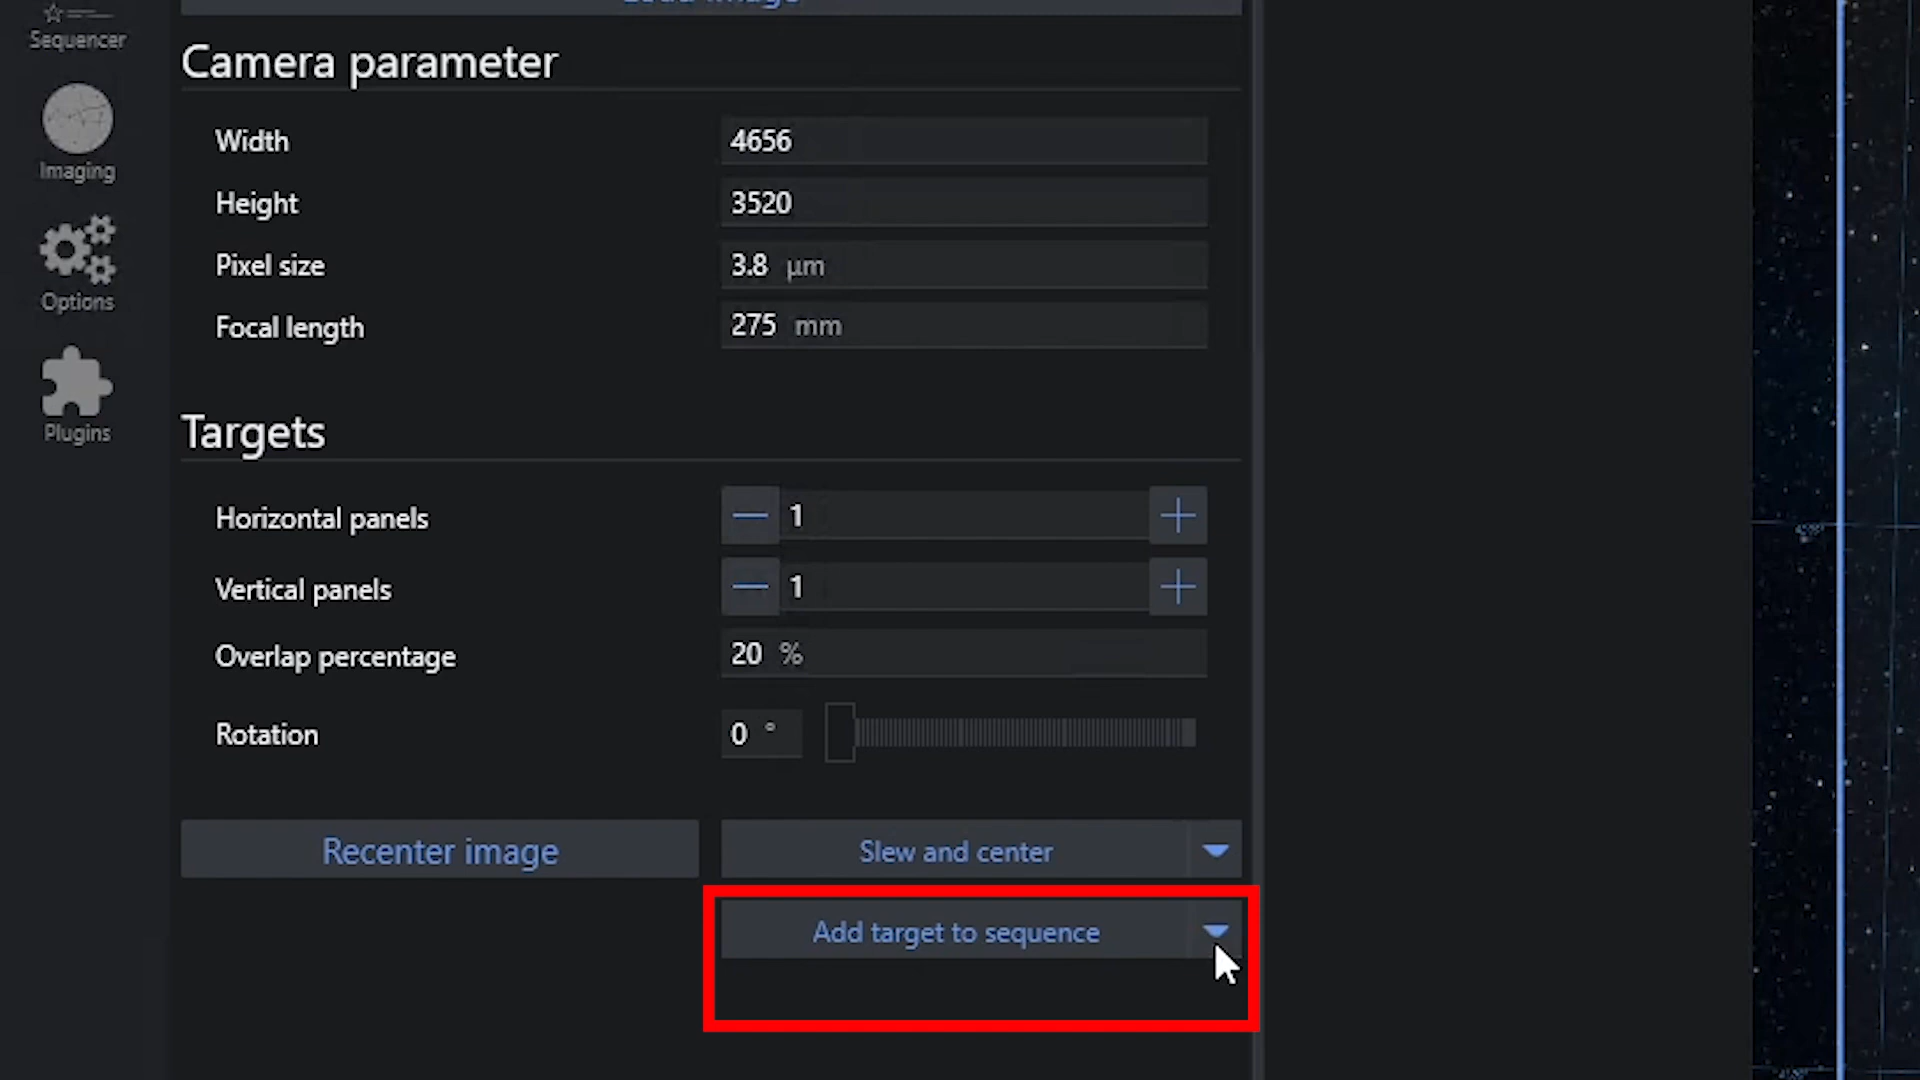 Sequencer
Imaging
Options
Plugins
Load Image
Camera parameter
Width 4656
Height 3520
Pixel size 3.8 µm
Focal length 275 mm
Targets
Horizontal panels 1
Vertical panels 1
Overlap percentage 20 %
Rotation 0 °
Recenter image Slew and center
Add target to sequence